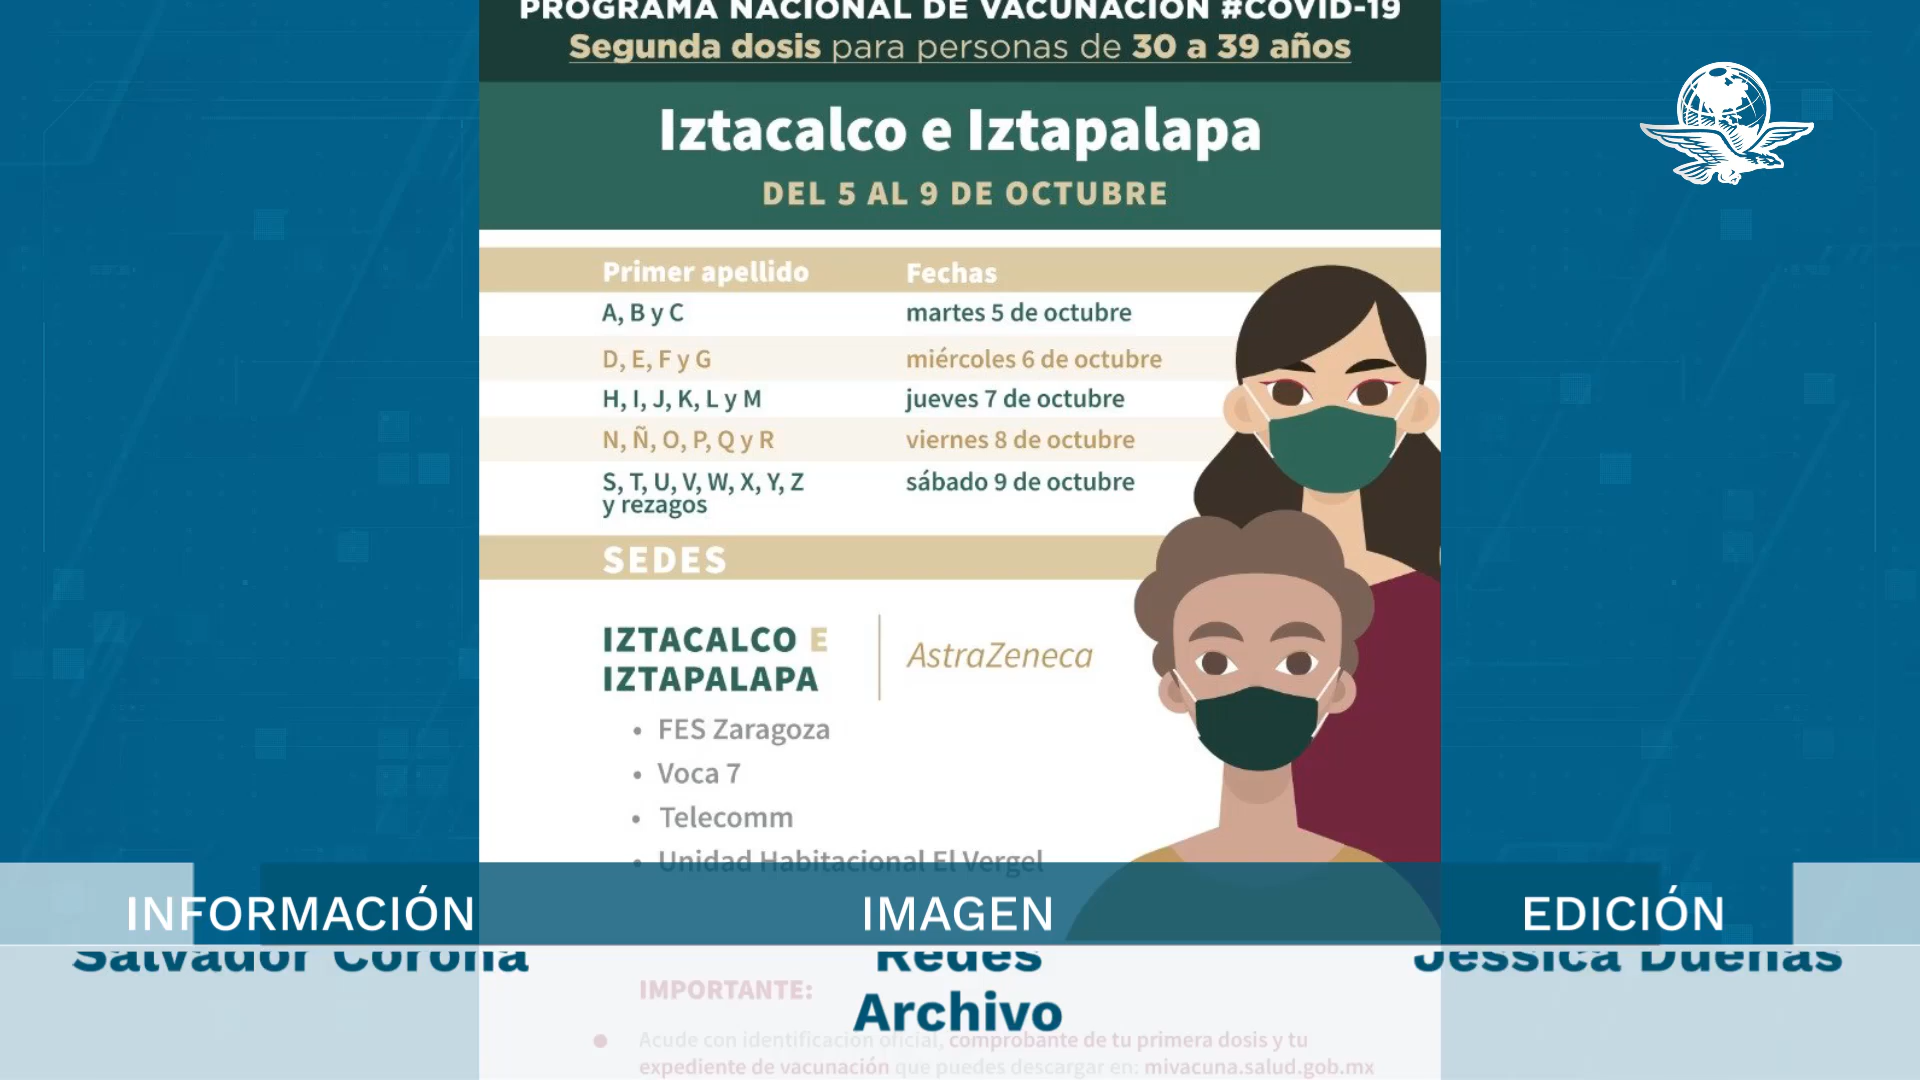 PROGRAMA NACIONAL DE VACUNACIÓN #COVID-19
Segunda dosis para personas de 30 a 39 años
Iztacalco e Iztapalapa
DEL 5 AL 9 DE OCTUBRE
Primer apellido Fechas
A, B y C martes 5 de octubre
D, E, F y G miércoles 6 de octubre
H, I, J, K, L y M jueves 7 de octubre
N, Ñ, O, P, Q y R viernes 8 de octubre
S, T, U, V, W, X, Y, Z sábado 9 de octubre
y rezagos
SEDES
IZTACALCO E
IZTAPALAPA
AstraZeneca
• FES Zaragoza
• Voca 7
• Telecomm
• Unidad Habitacional El Vergel
INFORMACIÓN IMAGEN EDICIÓN
Salvador Corona Redes Jessica Dueñas
Archivo
IMPORTANTE:
● Acude con identificación oficial, comprobante de tu primera dosis y tu
expediente de vacunación que puedes descargar en: mivacuna.salud.gob.mx